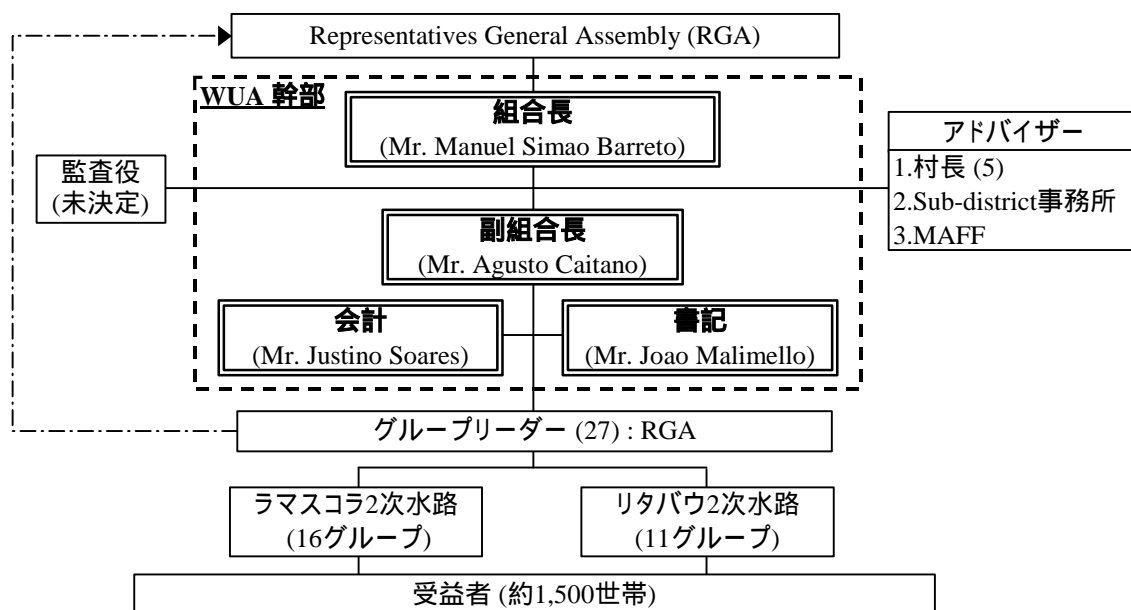 Representatives General Assembly (RGA)
WUA 幹部
組合長
(Mr. Manuel Simao Barreto)
アドバイザー
1.村長 (5)
2.Sub-district事務所
3.MAFF
監査役
(未決定)
副組合長
(Mr. Agusto Caitano)
会計
(Mr. Justino Soares)
書記
(Mr. Joao Malimello)
グループリーダー (27) : RGA
ラマスコラ2次水路
(16グループ)
リタバウ2次水路
(11グループ)
受益者 (約1,500世帯)